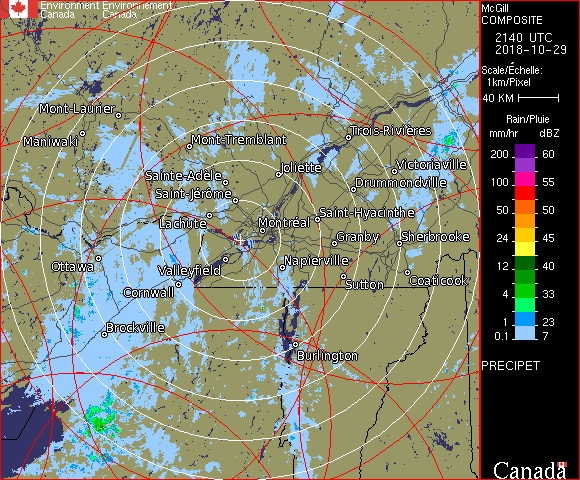 Environment Environnement
Canada Canada
McGill
COMPOSITE
2140 UTC
2018-10-29
Scale/Échelle:
1km/Pixel
40 KM
Rain/Pluie
mm/hr dBZ
200 60
100 55
50 50
24 45
12 40
4 33
1 23
0.1 7
PRECIPET
Canada
Mont-Laurier
Maniwaki
Mont-Tremblant
Trois-Rivières
Sainte-Adèle
Joliette
Victoriaville
Saint-Jérôme
Drummondville
Lachute
Montréal
Saint-Hyacinthe
Granby
Sherbrooke
Ottawa
Valleyfield
Napierville
Cornwall
Sutton
Coaticook
Brockville
Burlington